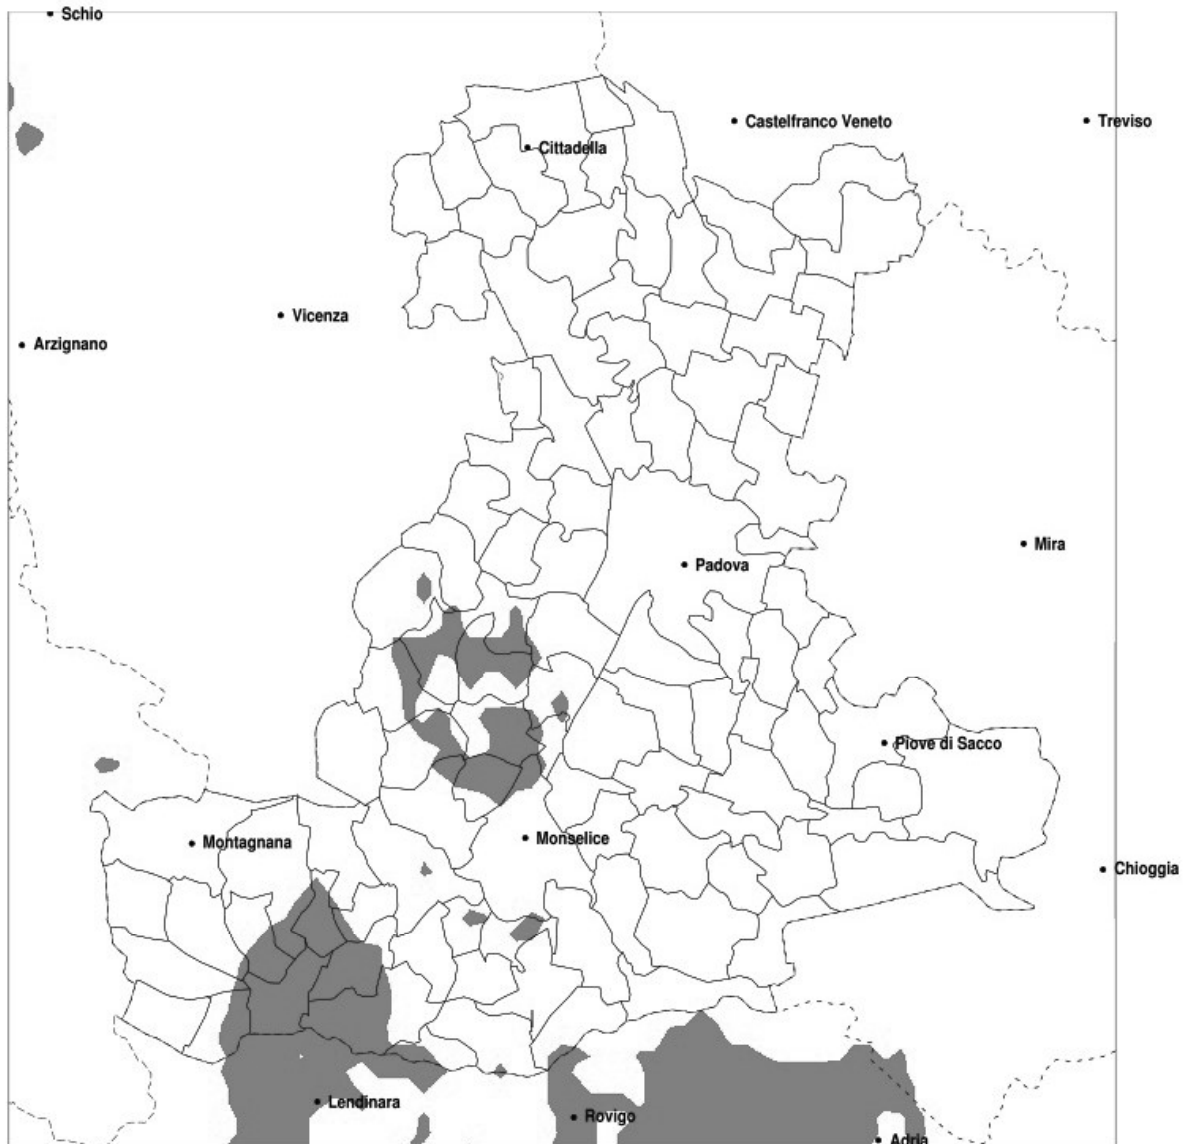 Schio
Castelfranco Veneto
Treviso
Cittadella
Vicenza
Arzignano
Mira
Padova
Piove di Sacco
Monselice
Montagnana
Chioggia
Lendinara
Rovigo
Adria